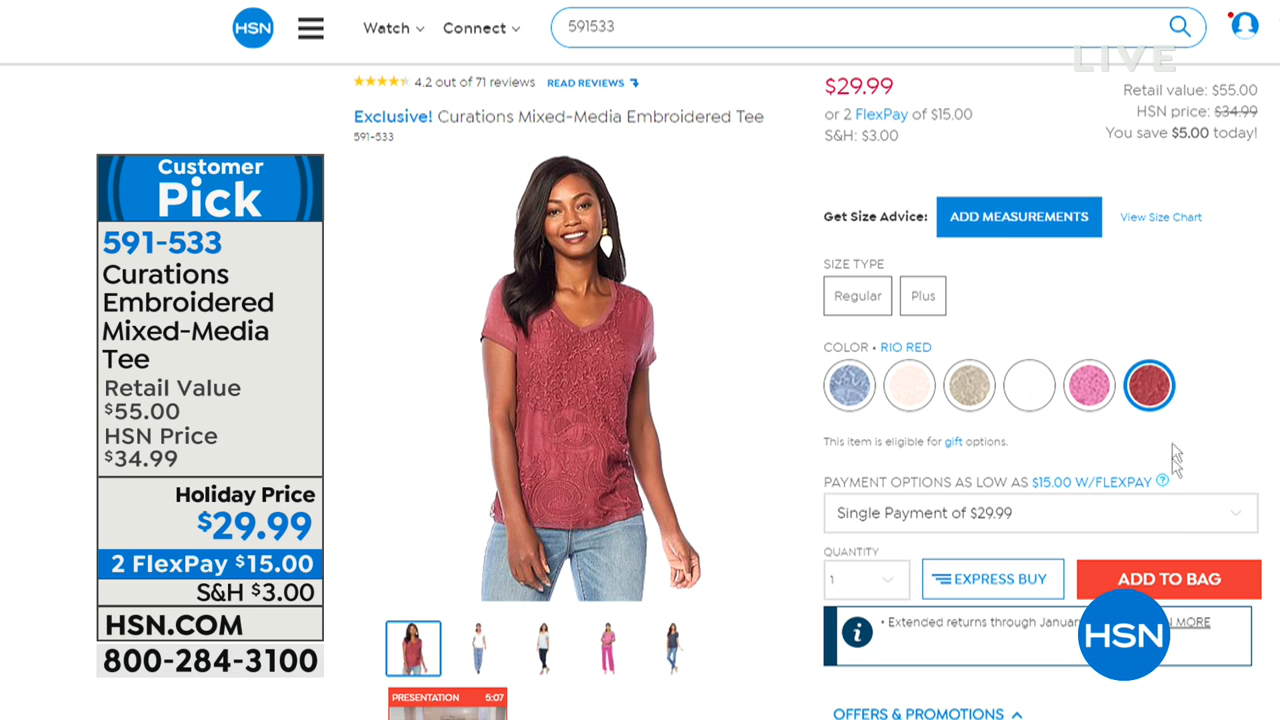 HSN
Watch
Connect
591533
LIVE
4.2 out of 71 reviews READ REVIEWS
Exclusive! Curations Mixed-Media Embroidered Tee
591-533
$29.99
or 2 FlexPay of $15.00
S&H: $3.00
Retail value: $55.00
HSN price: $34.99
You save $5.00 today!
Customer
Pick
591-533
Curations
Embroidered
Mixed-Media
Tee
Retail Value
$55.00
HSN Price
$34.99
Holiday Price
$29.99
2 FlexPay $15.00
S&H $3.00
HSN.COM
800-284-3100
Get Size Advice: ADD MEASUREMENTS View Size Chart
SIZE TYPE
Regular Plus
COLOR • RIO RED
This item is eligible for gift options.
PAYMENT OPTIONS AS LOW AS $15.00 W/FLEXPAY ?
Single Payment of $29.99
QUANTITY
1
EXPRESS BUY
ADD TO BAG
i • Extended returns through MORE
HSN
PRESENTATION 5:07
OFFERS & PROMOTIONS